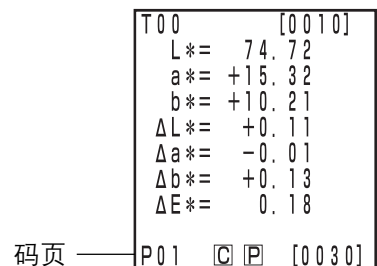 T00 [0010]
L*= 74.72
a*= +15.32
b*= +10.21
ΔL*= +0.11
Δa*= -0.01
Δb*= +0.13
ΔE*= 0.18
码页 P01 C P [0030]